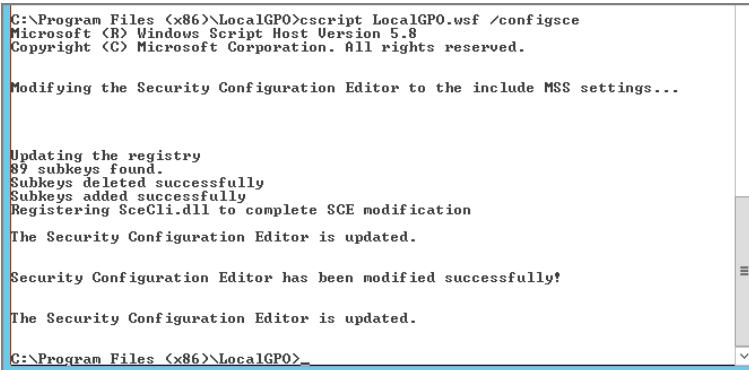 C:\Program Files (x86)\LocalGPO>cscript LocalGPO.wsf /configsce
Microsoft (R) Windows Script Host Version 5.8
Copyright (C) Microsoft Corporation. All rights reserved.
Modifying the Security Configuration Editor to the include MSS settings...
Updating the registry
89 subkeys found.
Subkeys deleted successfully
Subkeys added successfully
Registering SceCli.dll to complete SCE modification
The Security Configuration Editor is updated.
Security Configuration Editor has been modified successfully!
The Security Configuration Editor is updated.
C:\Program Files (x86)\LocalGPO>_